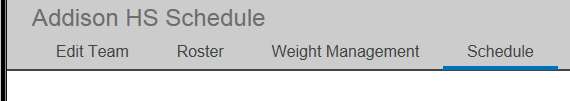 Addison HS Schedule
Edit Team Roster Weight Management Schedule